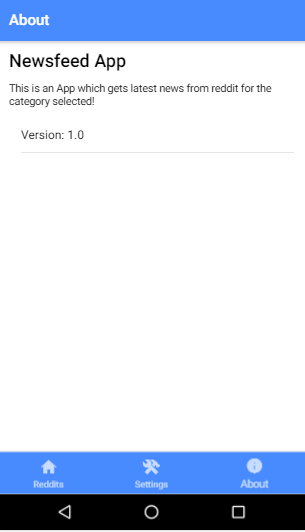 About
Newsfeed App
This is an App which gets latest news from reddit for the
category selected!
Version: 1.0
Reddits
Settings
About